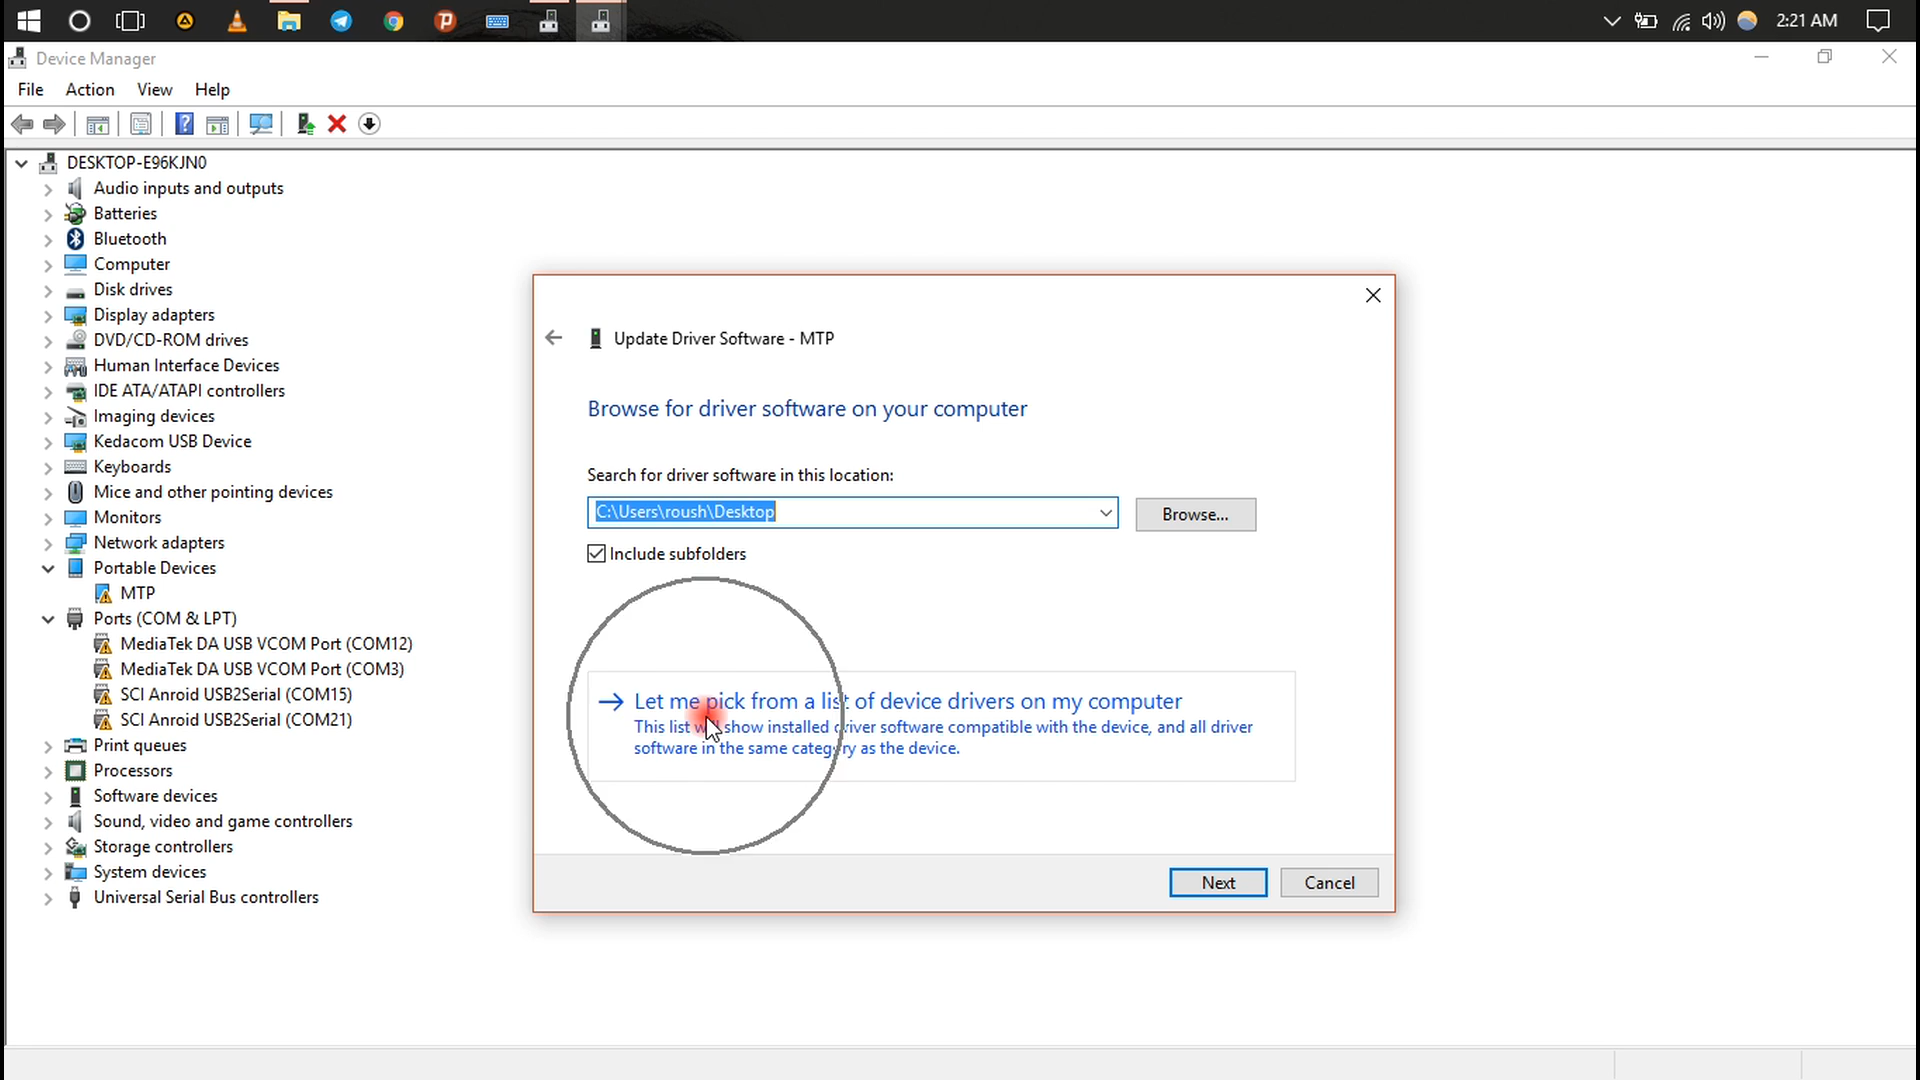 2:21 AM
Device Manager
File Action View Help
DESKTOP-E96KJN0
Audio inputs and outputs
Batteries
Bluetooth
Computer
Disk drives
Display adapters
DVD/CD-ROM drives
Human Interface Devices
IDE ATA/ATAPI controllers
Imaging devices
Kedacom USB Device
Keyboards
Mice and other pointing devices
Monitors
Network adapters
Portable Devices
MTP
Ports (COM & LPT)
MediaTek DA USB VCOM Port (COM12)
MediaTek DA USB VCOM Port (COM3)
SCI Anroid USB2Serial (COM15)
SCI Anroid USB2Serial (COM21)
Print queues
Processors
Software devices
Sound, video and game controllers
Storage controllers
System devices
Universal Serial Bus controllers
Update Driver Software - MTP
Browse for driver software on your computer
Search for driver software in this location:
C:\Users\roush\Desktop
Browse...
Include subfolders
Let me pick from a list of device drivers on my computer
This list will show installed driver software compatible with the device, and all driver
software in the same category as the device.
Next Cancel